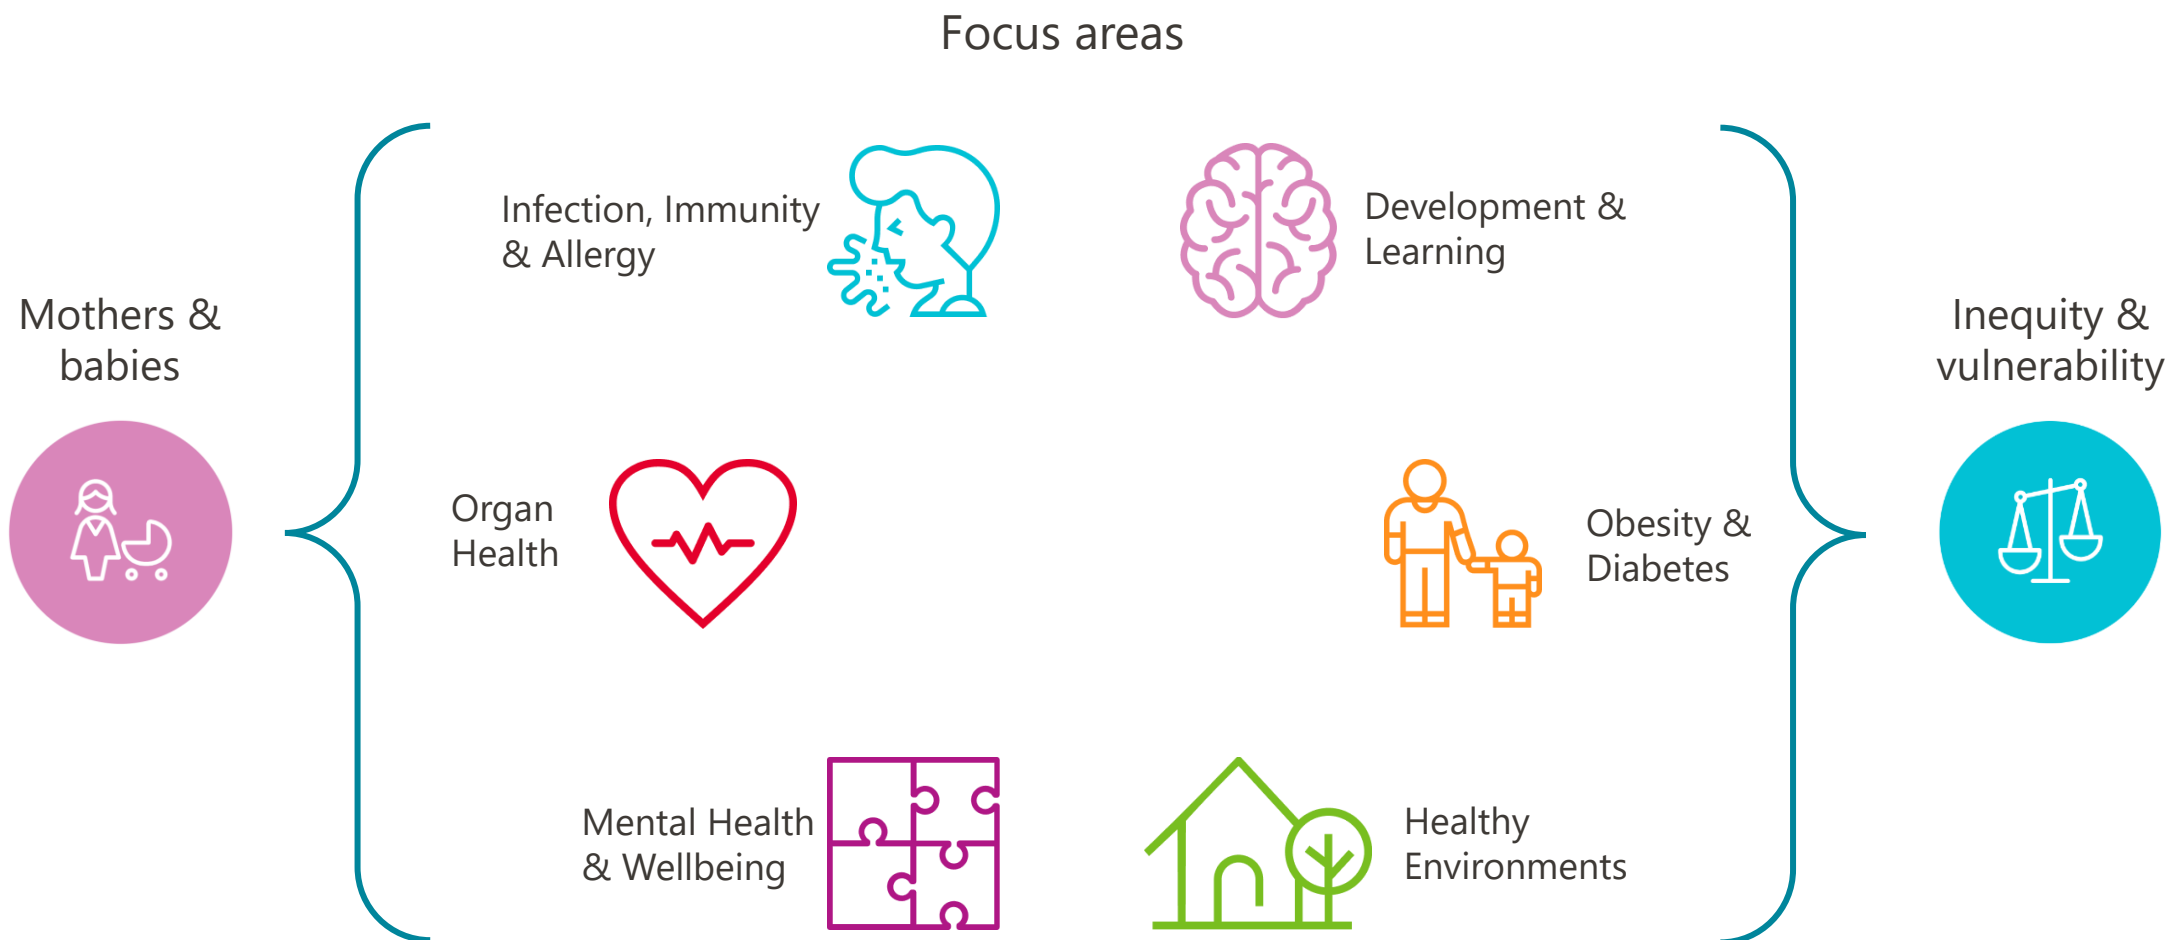 Focus areas
Mothers &
babies
Infection, Immunity
& Allergy
Development &
Learning
Organ
Health
Obesity &
Diabetes
Mental Health
& Wellbeing
Healthy
Environments
Inequity &
vulnerability